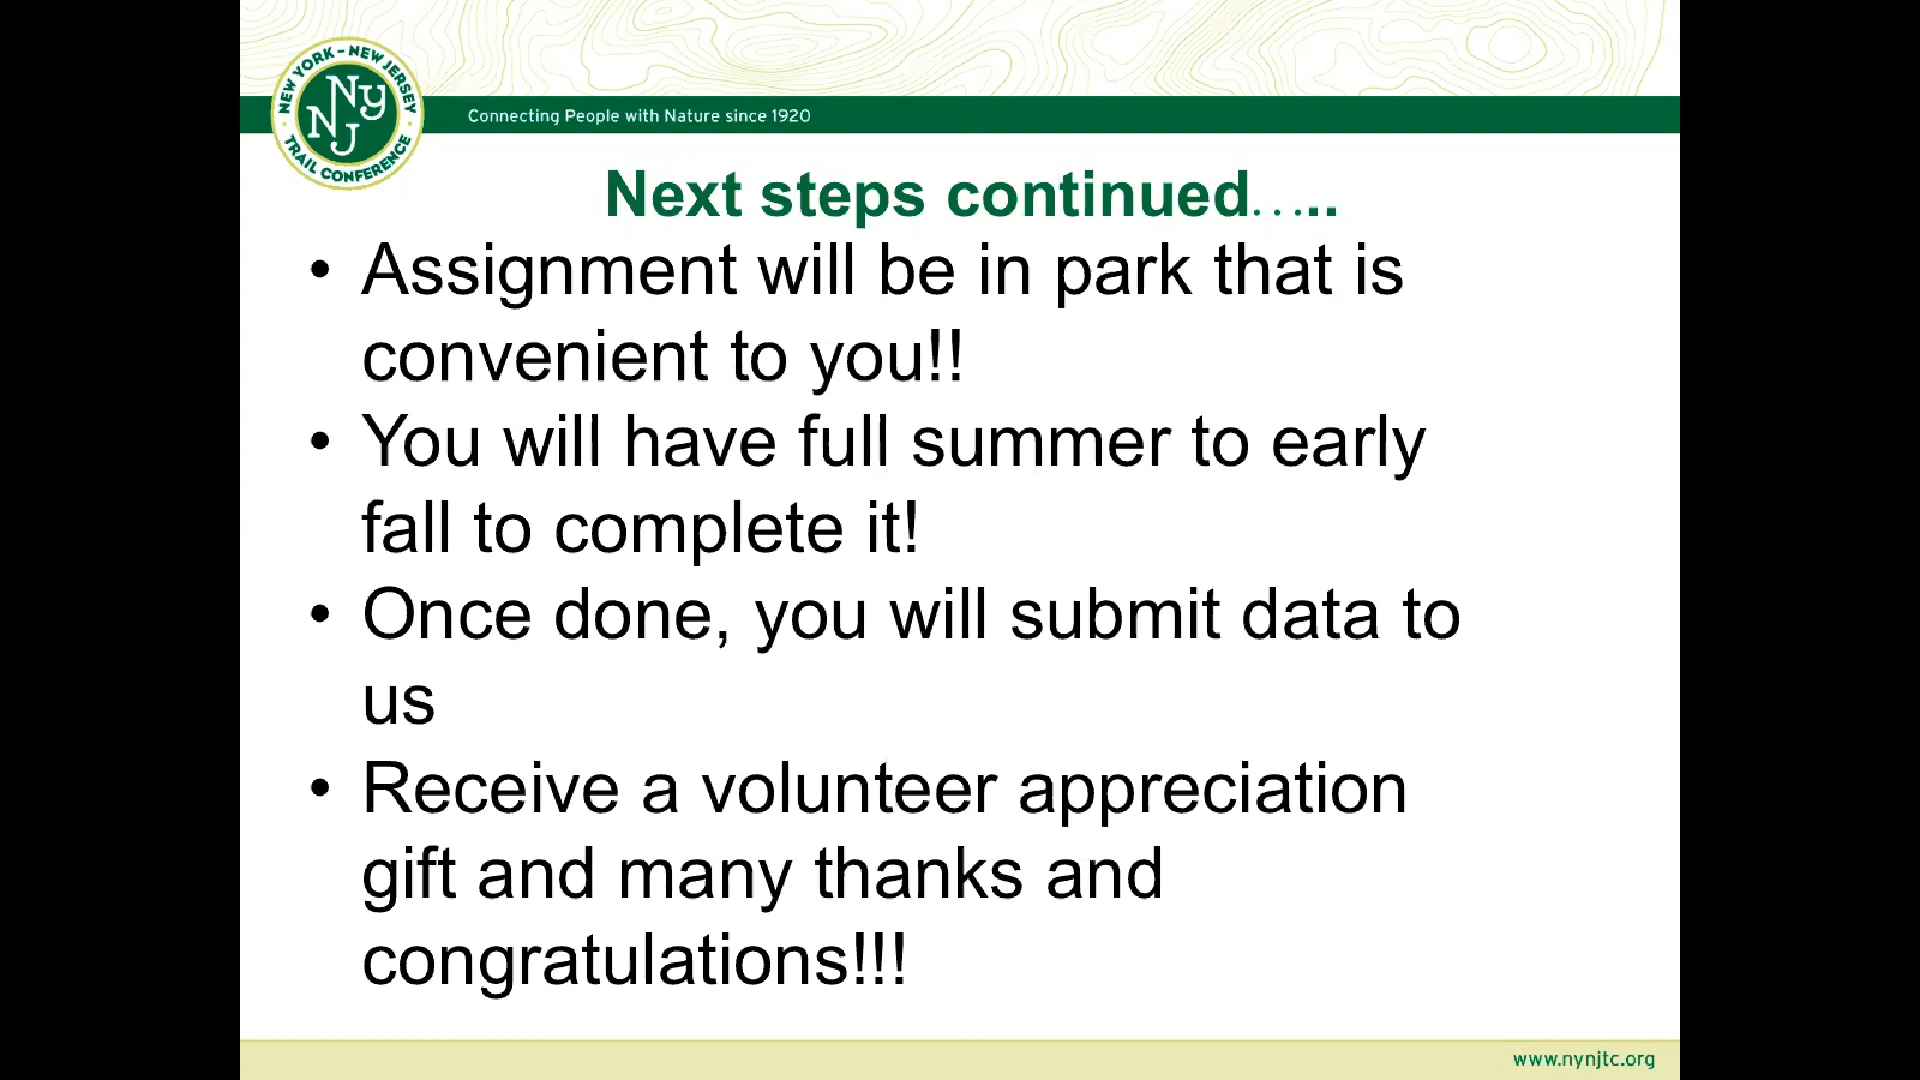 NEW YORK - NEW JERSEY
NY
NJ
TRAIL CONFERENCE
Connecting People with Nature since 1920
Next steps continued…..
• Assignment will be in park that is
convenient to you!!
• You will have full summer to early
fall to complete it!
• Once done, you will submit data to
us
• Receive a volunteer appreciation
gift and many thanks and
congratulations!!!
www.nynjtc.org